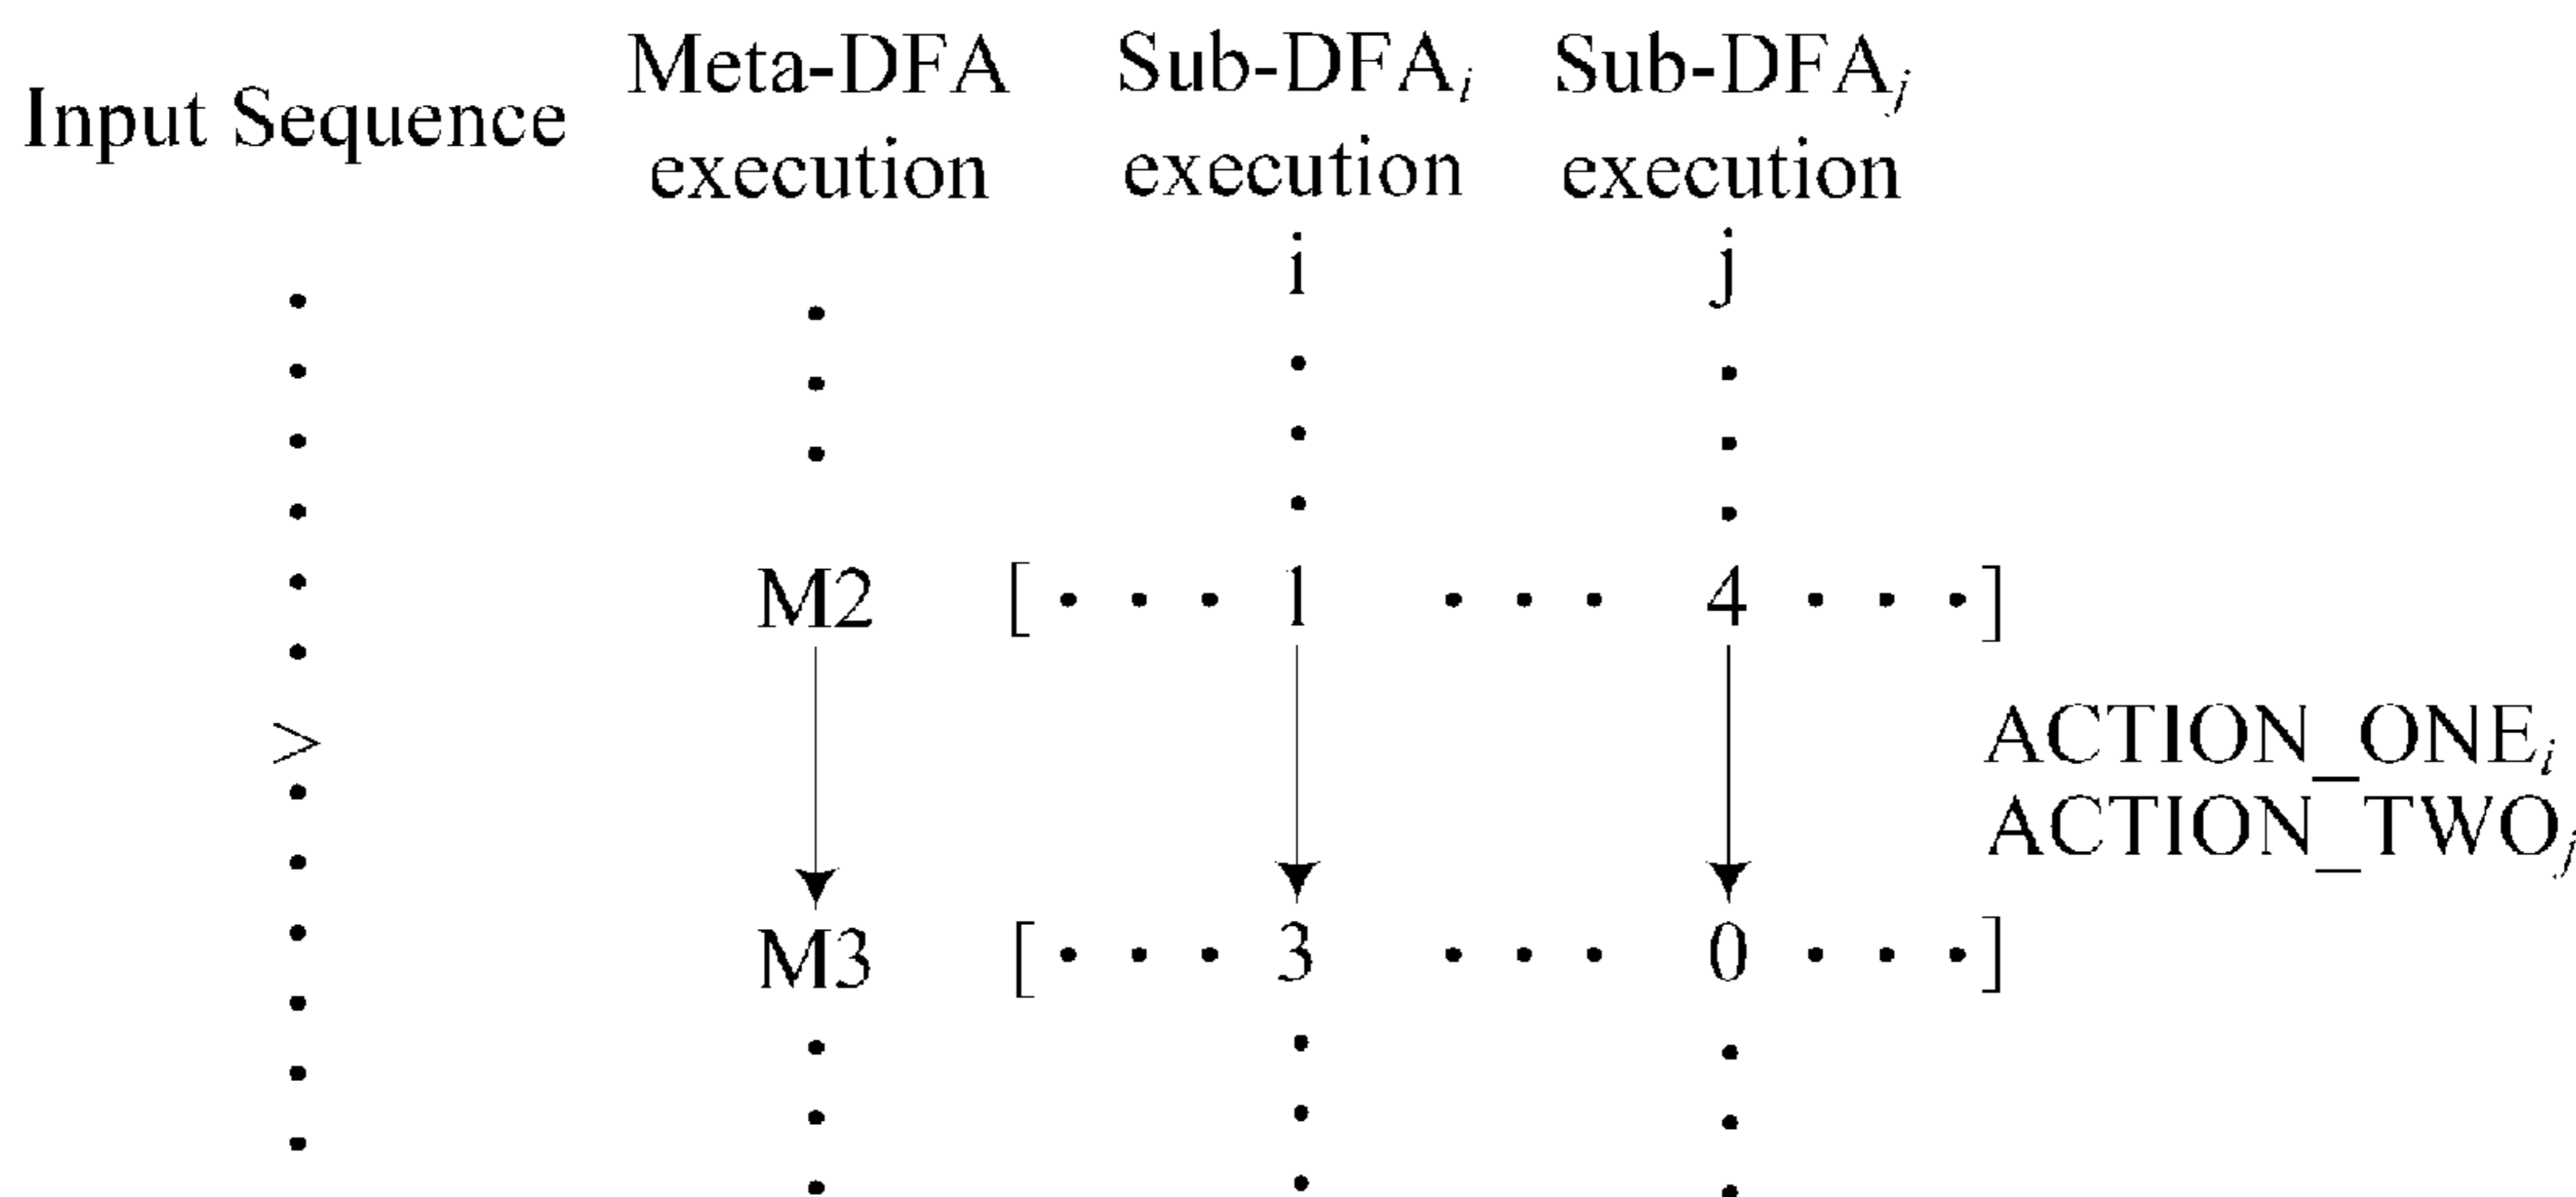 Input Sequence
Meta-DFA
execution
Sub-DFAi
execution
Sub-DFAj
execution
i
j
M2 [ • • • 1 • • • 4 • • • ]
>
ACTION_ONEi
ACTION_TWOj
M3 [ • • • 3 • • • 0 • • • ]